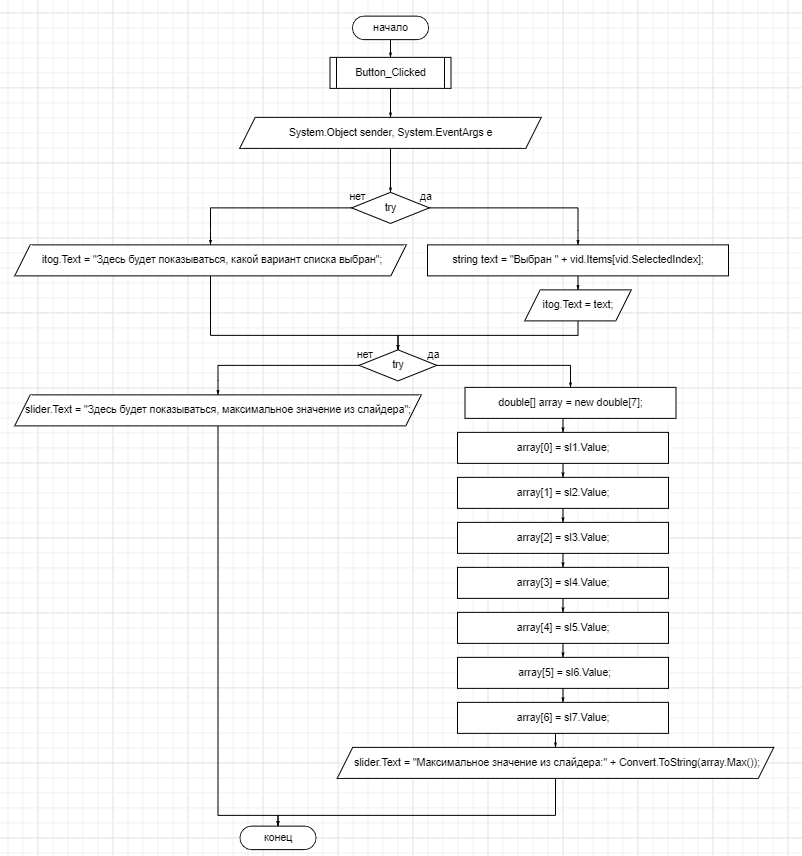 начало
Button_Clicked
System.Object sender, System.EventArgs e
нет
да
try
itog.Text = "Здесь будет показываться, какой вариант списка выбран";
string text = "Выбран " + vid.Items[vid.SelectedIndex];
itog.Text = text;
нет
да
try
slider.Text = "Здесь будет показываться, максимальное значение из слайдера";
double[] array = new double[7];
array[0] = sl1.Value;
array[1] = sl2.Value;
array[2] = sl3.Value;
array[3] = sl4.Value;
array[4] = sl5.Value;
array[5] = sl6.Value;
array[6] = sl7.Value;
slider.Text = "Максимальное значение из слайдера:" + Convert.ToString(array.Max());
конец